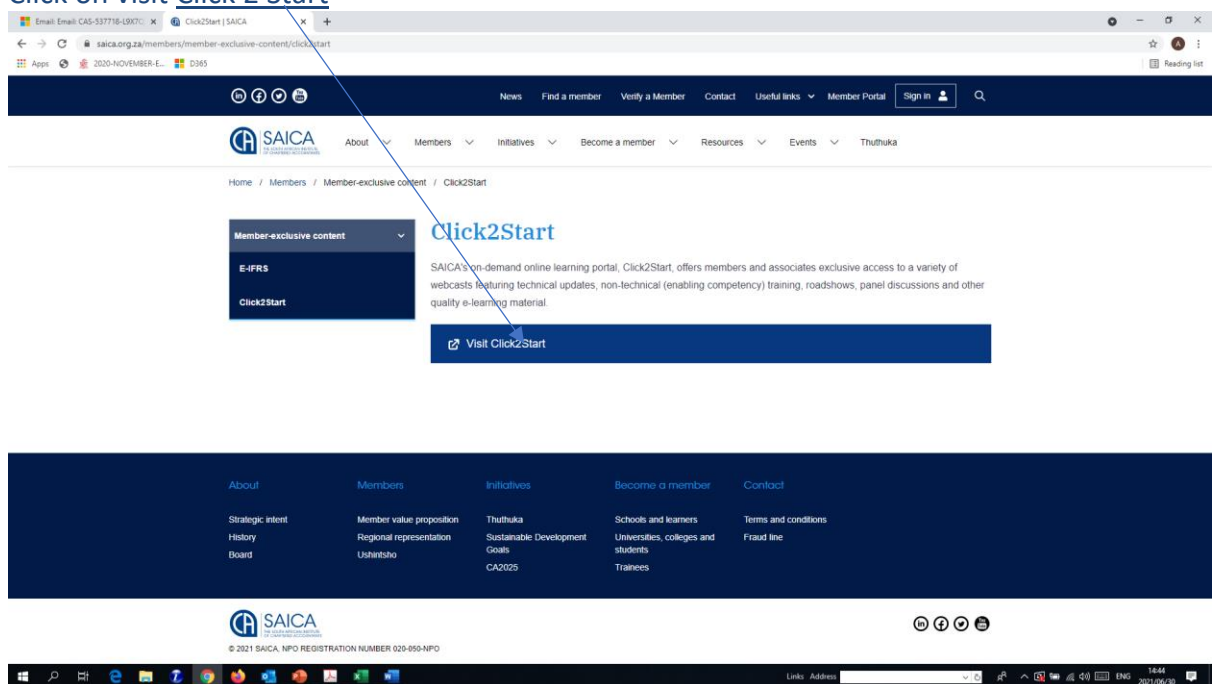 Click on Visit Click 2 Start
Click2Start | SAICA
saica.org.za/members/member-exclusive-content/click2start
Apps 2020-NOVEMBER-E... D365 Reading list
News Find a member Verify a Member Contact Useful links Member Portal Sign in
SAICA About Members Initiatives Become a member Resources Events Thuthuka
Home / Members / Member-exclusive content / Click2Start
Member-exclusive content
E-IFRS
Click2Start
Click2Start
SAICA's on-demand online learning portal, Click2Start, offers members and associates exclusive access to a variety of
webcasts featuring technical updates, non-technical (enabling competency) training, roadshows, panel discussions and other
quality e-learning material.
Visit Click2Start
About Members Initiatives Become a member Contact
Strategic intent Member value proposition Thuthuka Schools and learners Terms and conditions
History Regional representation Sustainable Development Universities, colleges and Fraud line
Board Ushintsho Goals students
CA2025 Trainees
SAICA
© 2021 SAICA, NPO REGISTRATION NUMBER 020-050-NPO
Links Address ENG 14:44
2021/06/30